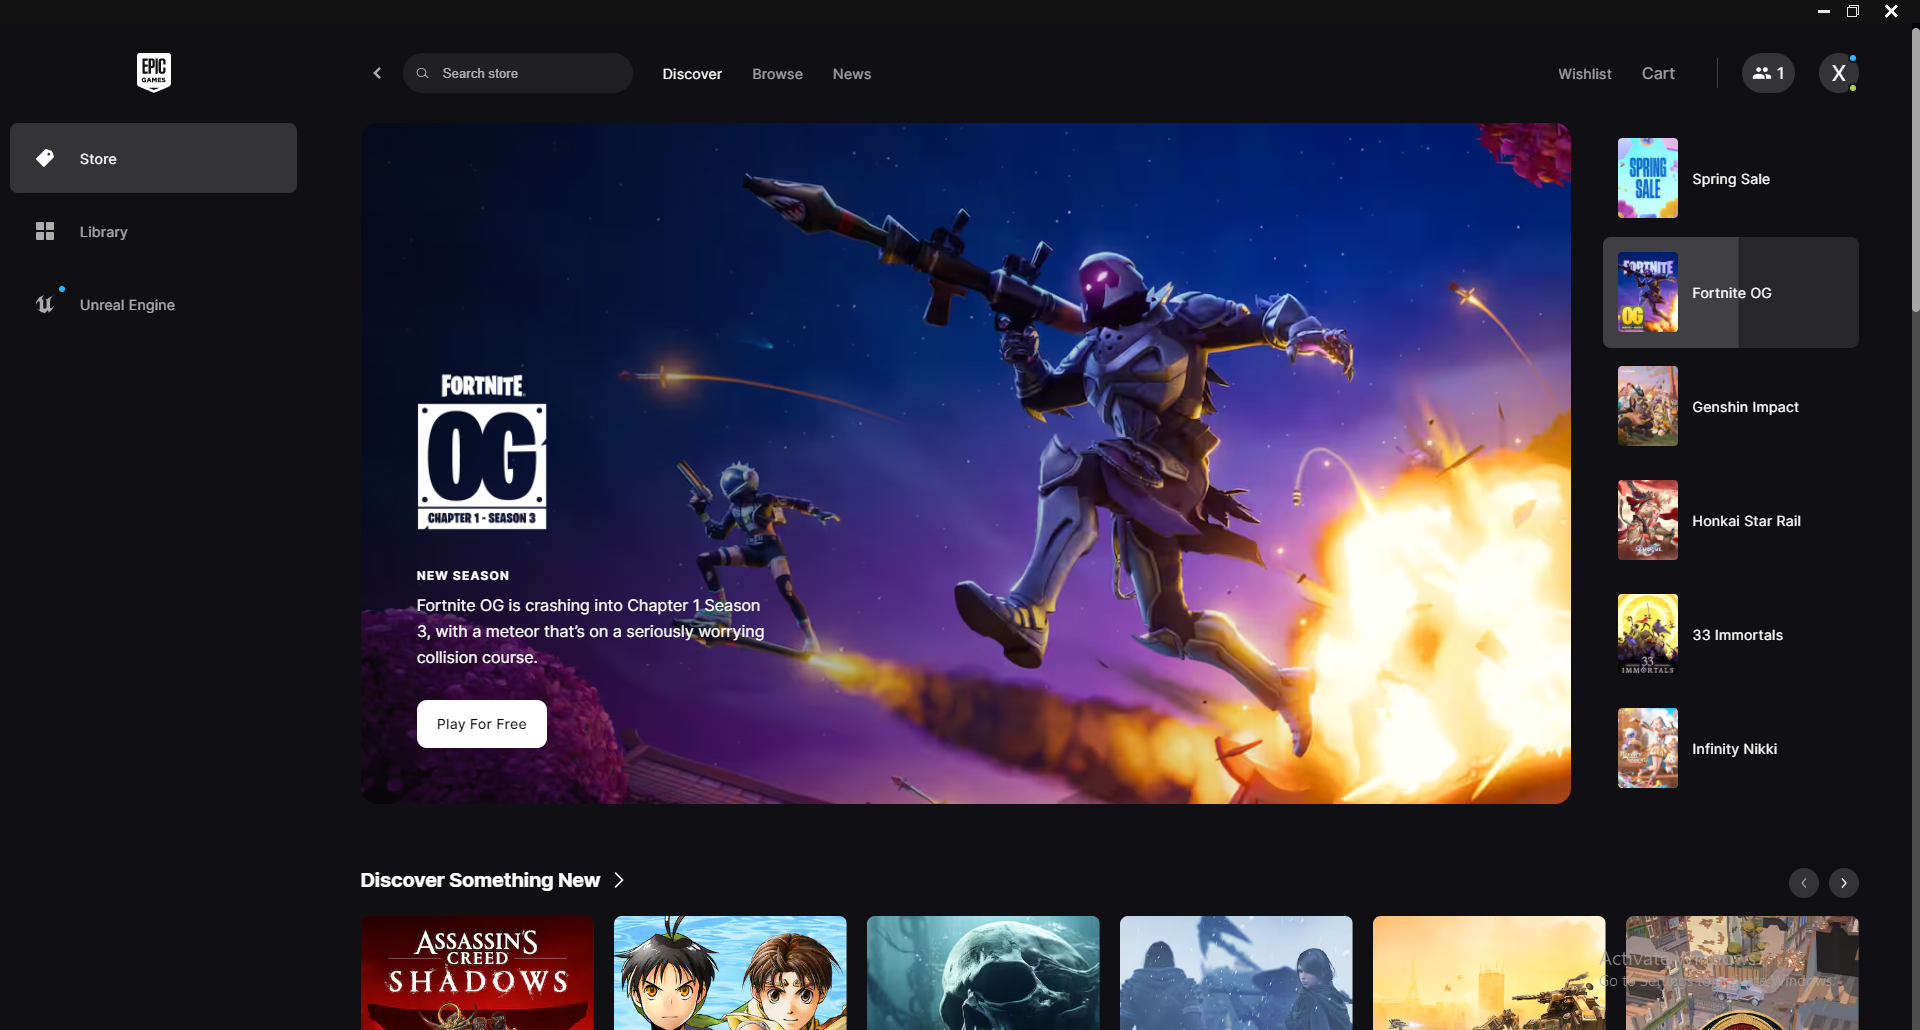 EPIC
GAMES
Search store
Discover
Browse
News
Wishlist
Cart
1
X
Store
Library
Unreal Engine
FORTNITE
OG
CHAPTER 1 - SEASON 3
NEW SEASON
Fortnite OG is crashing into Chapter 1 Season
3, with a meteor that's on a seriously worrying
collision course.
Play For Free
SPRING
SALE
Spring Sale
FORTNITE
OG
Fortnite OG
Genshin Impact
Honkai Star Rail
33
IMMORTALS
33 Immortals
Infinity Nikki
Discover Something New
ASSASSIN'S
CREED
SHADOWS
Activate Windows
Go to Settings to activate Windows.